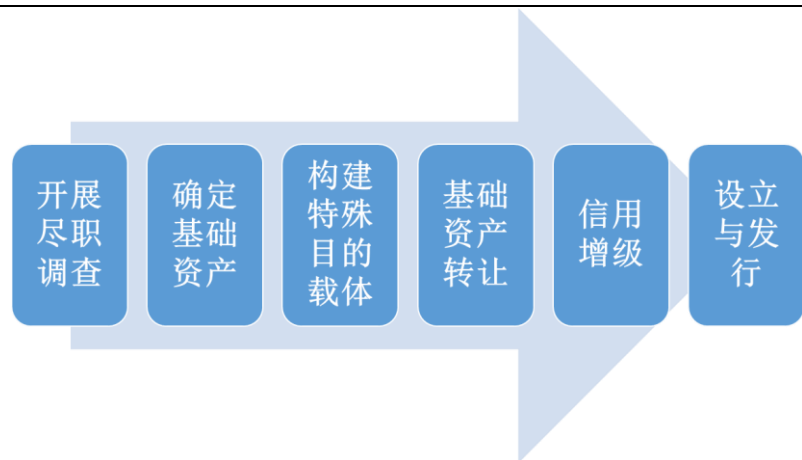 开展
尽职
调查
确定
基础
资产
构建
特殊
目的
载体
基础
资产
转让
信用
增级
设立
与发
行